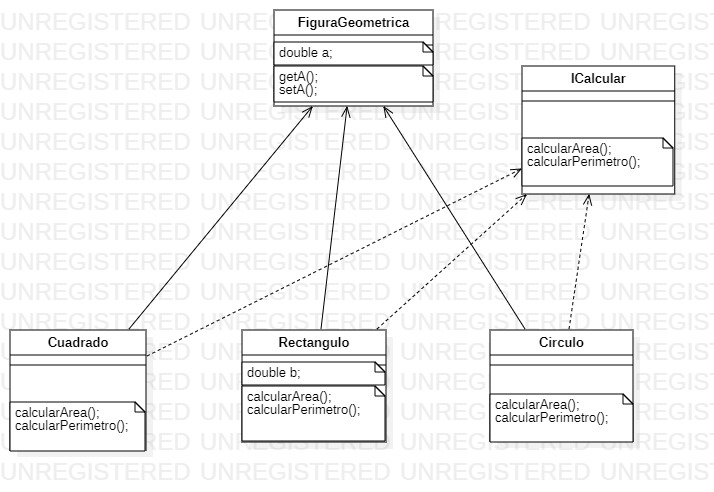 FiguraGeometrica
double a;
getA();
setA();
ICalcular
calcularArea();
calcularPerimetro();
Cuadrado
calcularArea();
calcularPerimetro();
Rectangulo
double b;
calcularArea();
calcularPerimetro();
Circulo
calcularArea();
calcularPerimetro();
UNREGISTERED UNREGISTERED UNREGISTERED UNREGIS